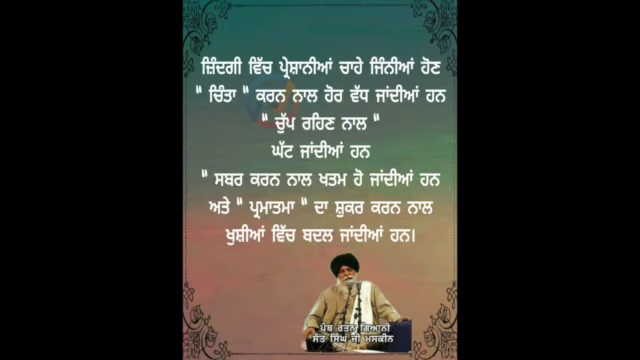 ਜ਼ਿੰਦਗੀ ਵਿੱਚ ਪ੍ਰੇਸ਼ਾਨੀਆਂ ਚਾਹੇ ਜਿੰਨੀਆਂ ਹੋਣ
" ਚਿੰਤਾ " ਕਰਨ ਨਾਲ ਹੋਰ ਵੱਧ ਜਾਂਦੀਆਂ ਹਨ
" ਚੁੱਪ ਰਹਿਣ ਨਾਲ "
ਘੱਟ ਜਾਂਦੀਆਂ ਹਨ
" ਸਬਰ ਕਰਨ ਨਾਲ ਖਤਮ ਹੋ ਜਾਂਦੀਆਂ ਹਨ
ਅਤੇ " ਪ੍ਰਮਾਤਮਾ " ਦਾ ਸ਼ੁਕਰ ਕਰਨ ਨਾਲ
ਖੁਸ਼ੀਆਂ ਵਿੱਚ ਬਦਲ ਜਾਂਦੀਆਂ ਹਨ।
ਪੰਥ ਰਤਨ ਗਿਆਨੀ
ਸੰਤ ਸਿੰਘ ਜੀ ਮਸਕੀਨ